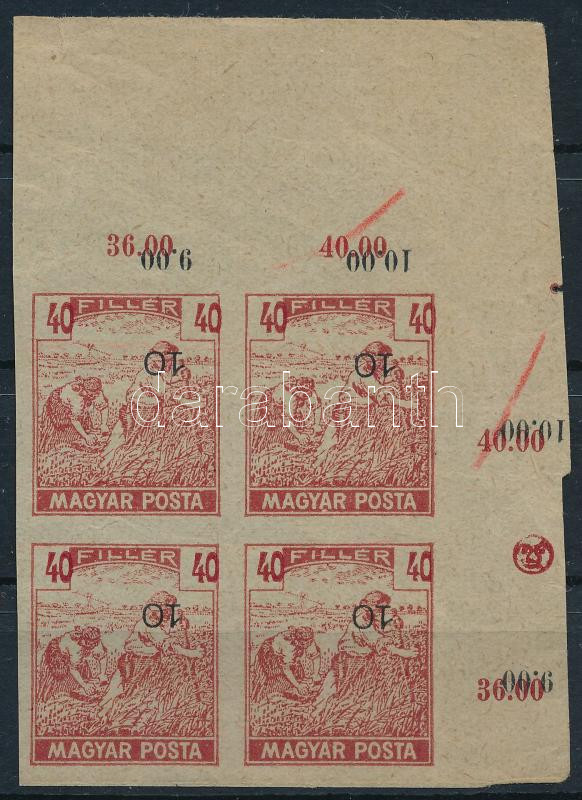 36.00 40.00
9.00 10.00
40 FILLÉR 40 40 FILLÉR 40
10 10
darabanth
10.00
40.00
MAGYAR POSTA MAGYAR POSTA
40 FILLÉR 40 40 FILLÉR 40
10 10
9.00
36.00
MAGYAR POSTA MAGYAR POSTA